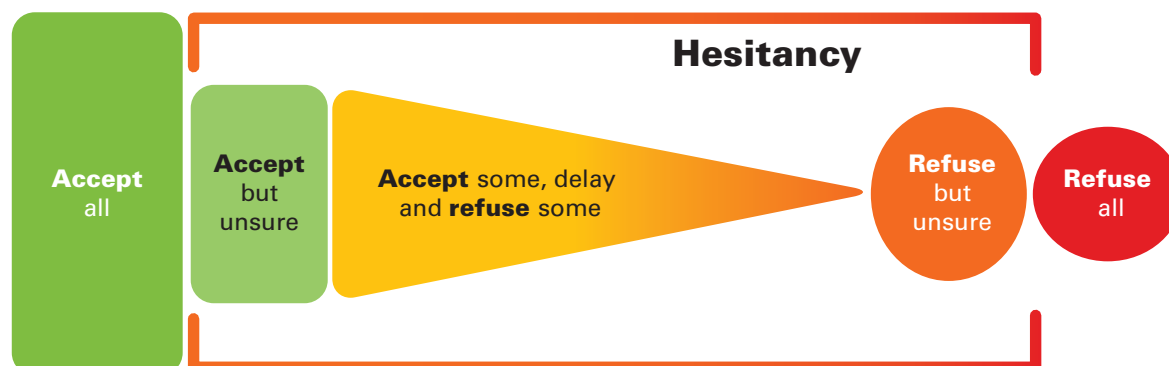 Hesitancy
Accept
all
Accept
but
unsure
Accept some, delay
and refuse some
Refuse
but
unsure
Refuse
all